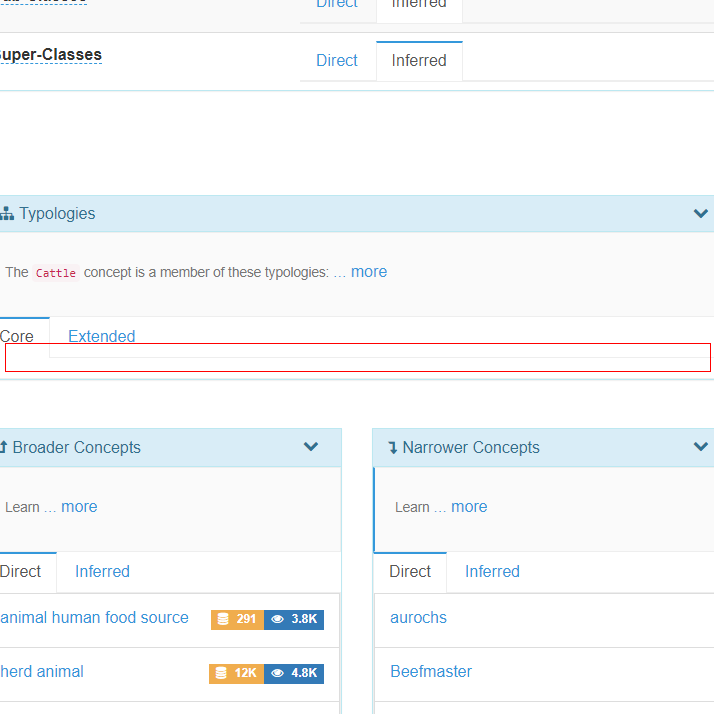 Direct Inferred
uper-Classes Direct Inferred
Typologies
The Cattle concept is a member of these typologies: ... more
Core Extended
Broader Concepts
Learn ... more
Direct Inferred
animal human food source 291 3.8K
herd animal 12K 4.8K
Narrower Concepts
Learn ... more
Direct Inferred
aurochs
Beefmaster